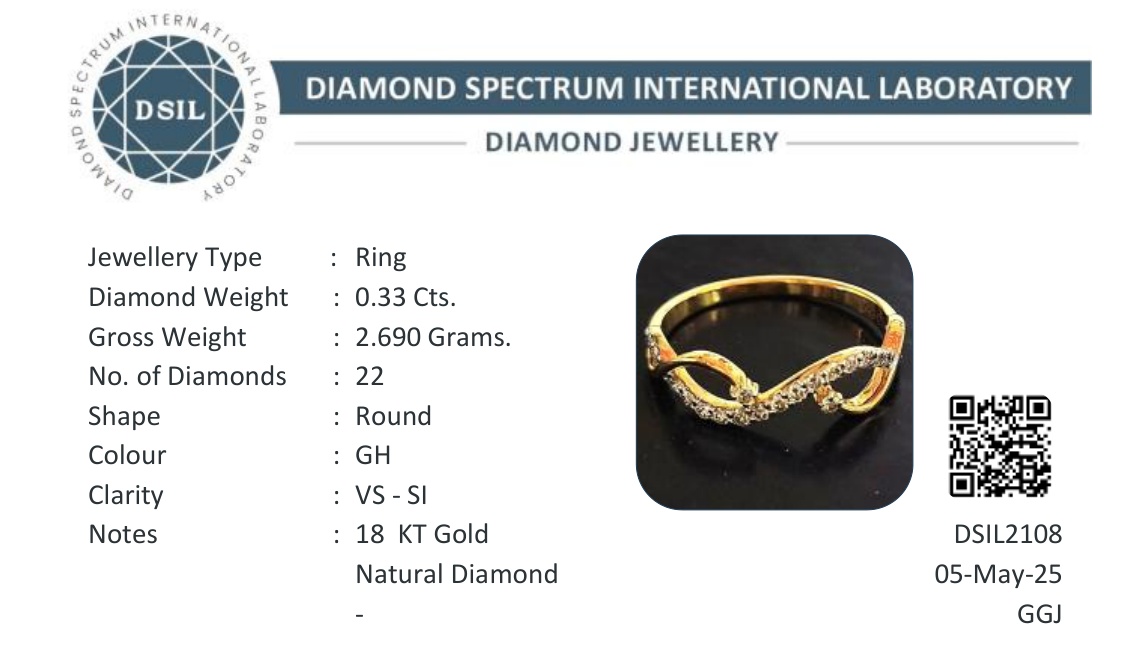 DIAMOND SPECTRUM INTERNATIONAL LABORATORY
DSIL
DIAMOND SPECTRUM INTERNATIONAL LABORATORY
DIAMOND JEWELLERY
Jewellery Type : Ring
Diamond Weight : 0.33 Cts.
Gross Weight : 2.690 Grams.
No. of Diamonds : 22
Shape : Round
Colour : GH
Clarity : VS - SI
Notes : 18 KT Gold
Natural Diamond
-
DSIL2108
05-May-25
GGJ